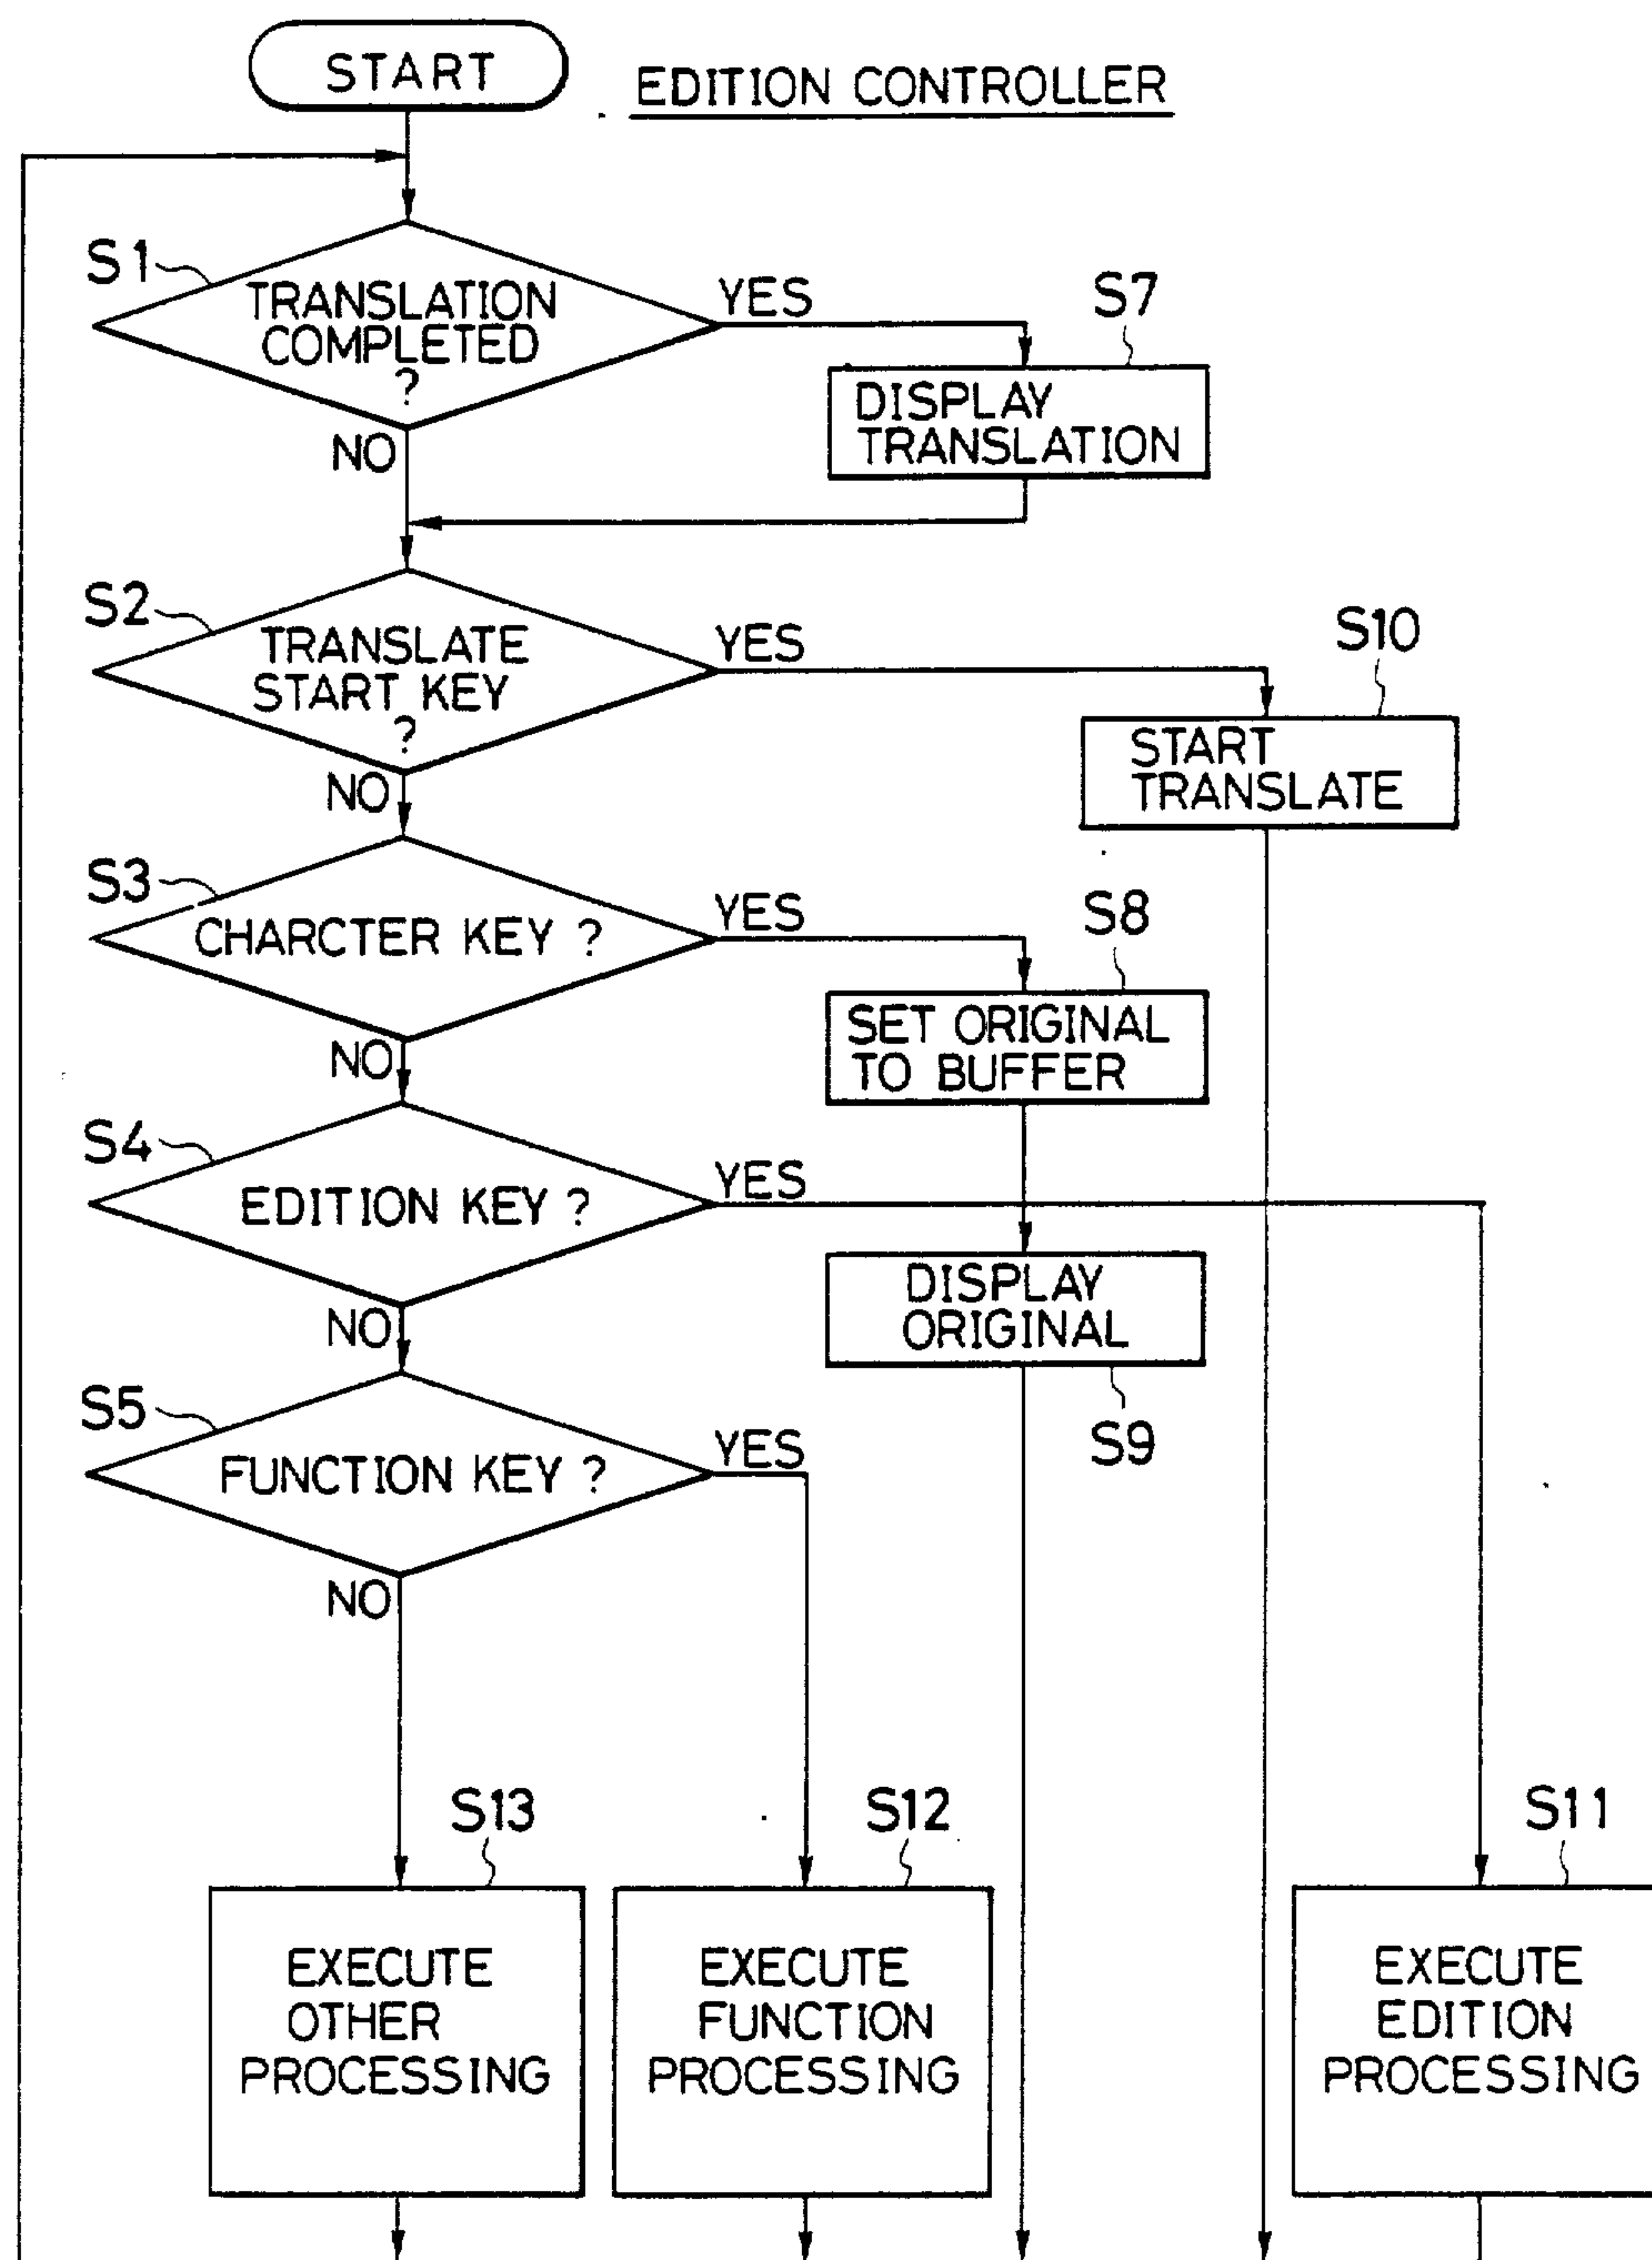 START
EDITION CONTROLLER
S1
TRANSLATION
COMPLETED
?
YES
NO
S7
DISPLAY
TRANSLATION
S2
TRANSLATE
START KEY
?
YES
NO
S10
START
TRANSLATE
S3
CHARCTER KEY ?
YES
NO
S8
SET ORIGINAL
TO BUFFER
S4
EDITION KEY ?
YES
NO
DISPLAY
ORIGINAL
S9
S5
FUNCTION KEY ?
YES
NO
S13
EXECUTE
OTHER
PROCESSING
S12
EXECUTE
FUNCTION
PROCESSING
S11
EXECUTE
EDITION
PROCESSING